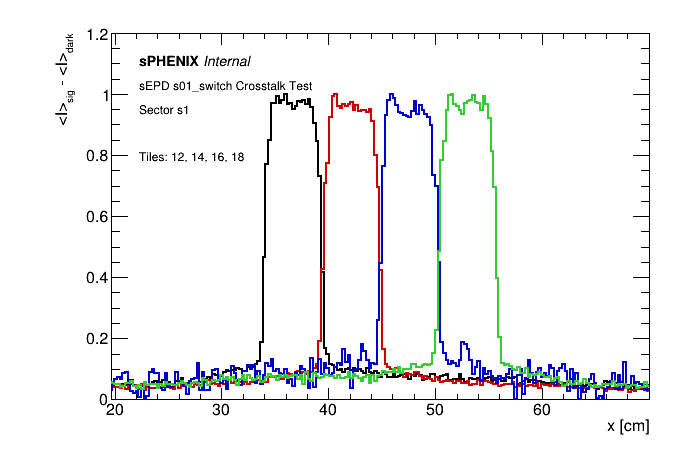 <I>sig - <I>dark
1.2
1
0.8
0.6
0.4
0.2
0
sPHENIX Internal
sEPD s01_switch Crosstalk Test
Sector s1
Tiles: 12, 14, 16, 18
20 30 40 50 60
x [cm]